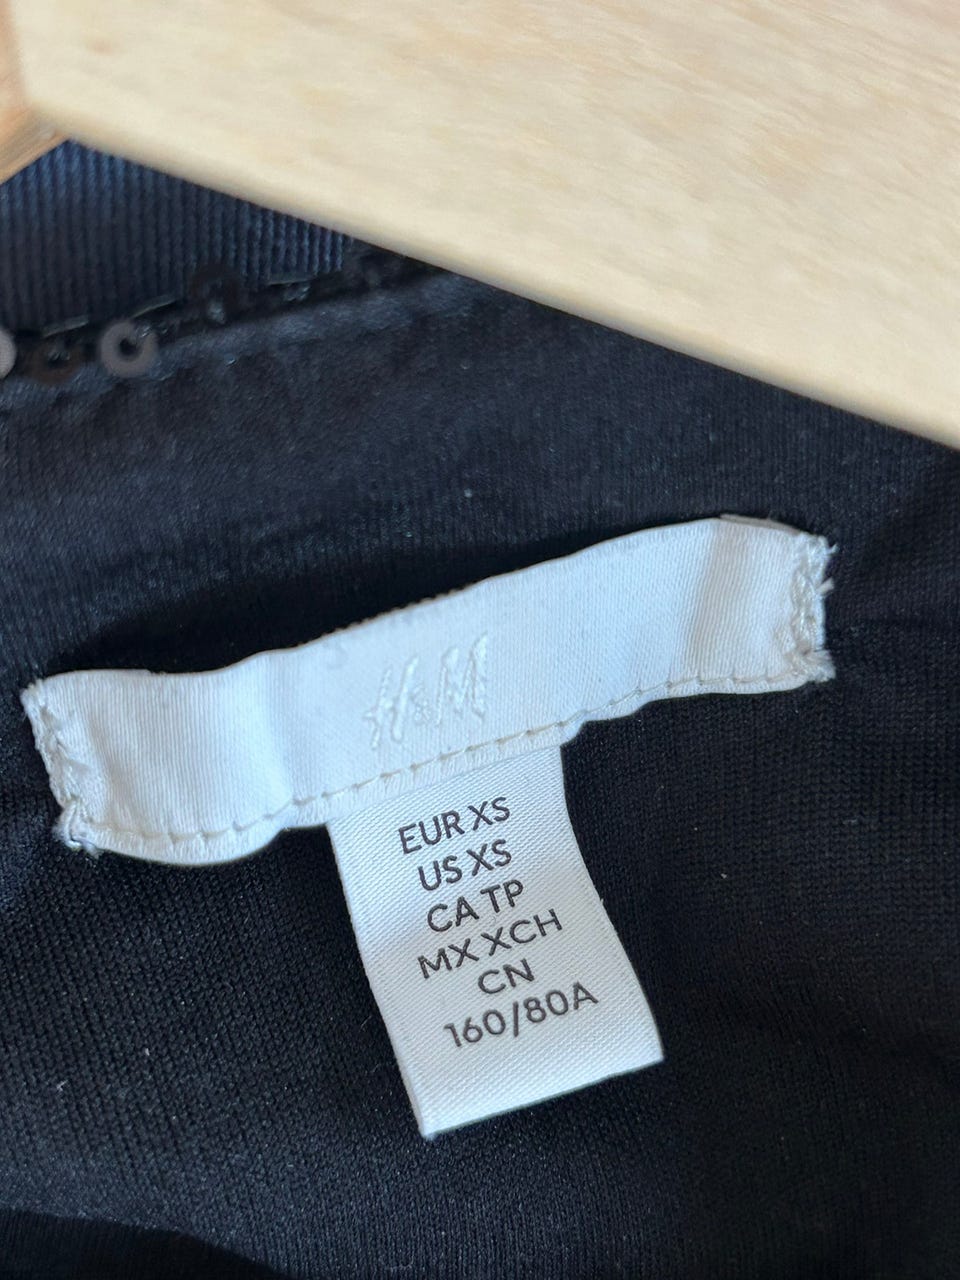 H&M
EUR XS
US XS
CA TP
MX XCH
CN
160/80A